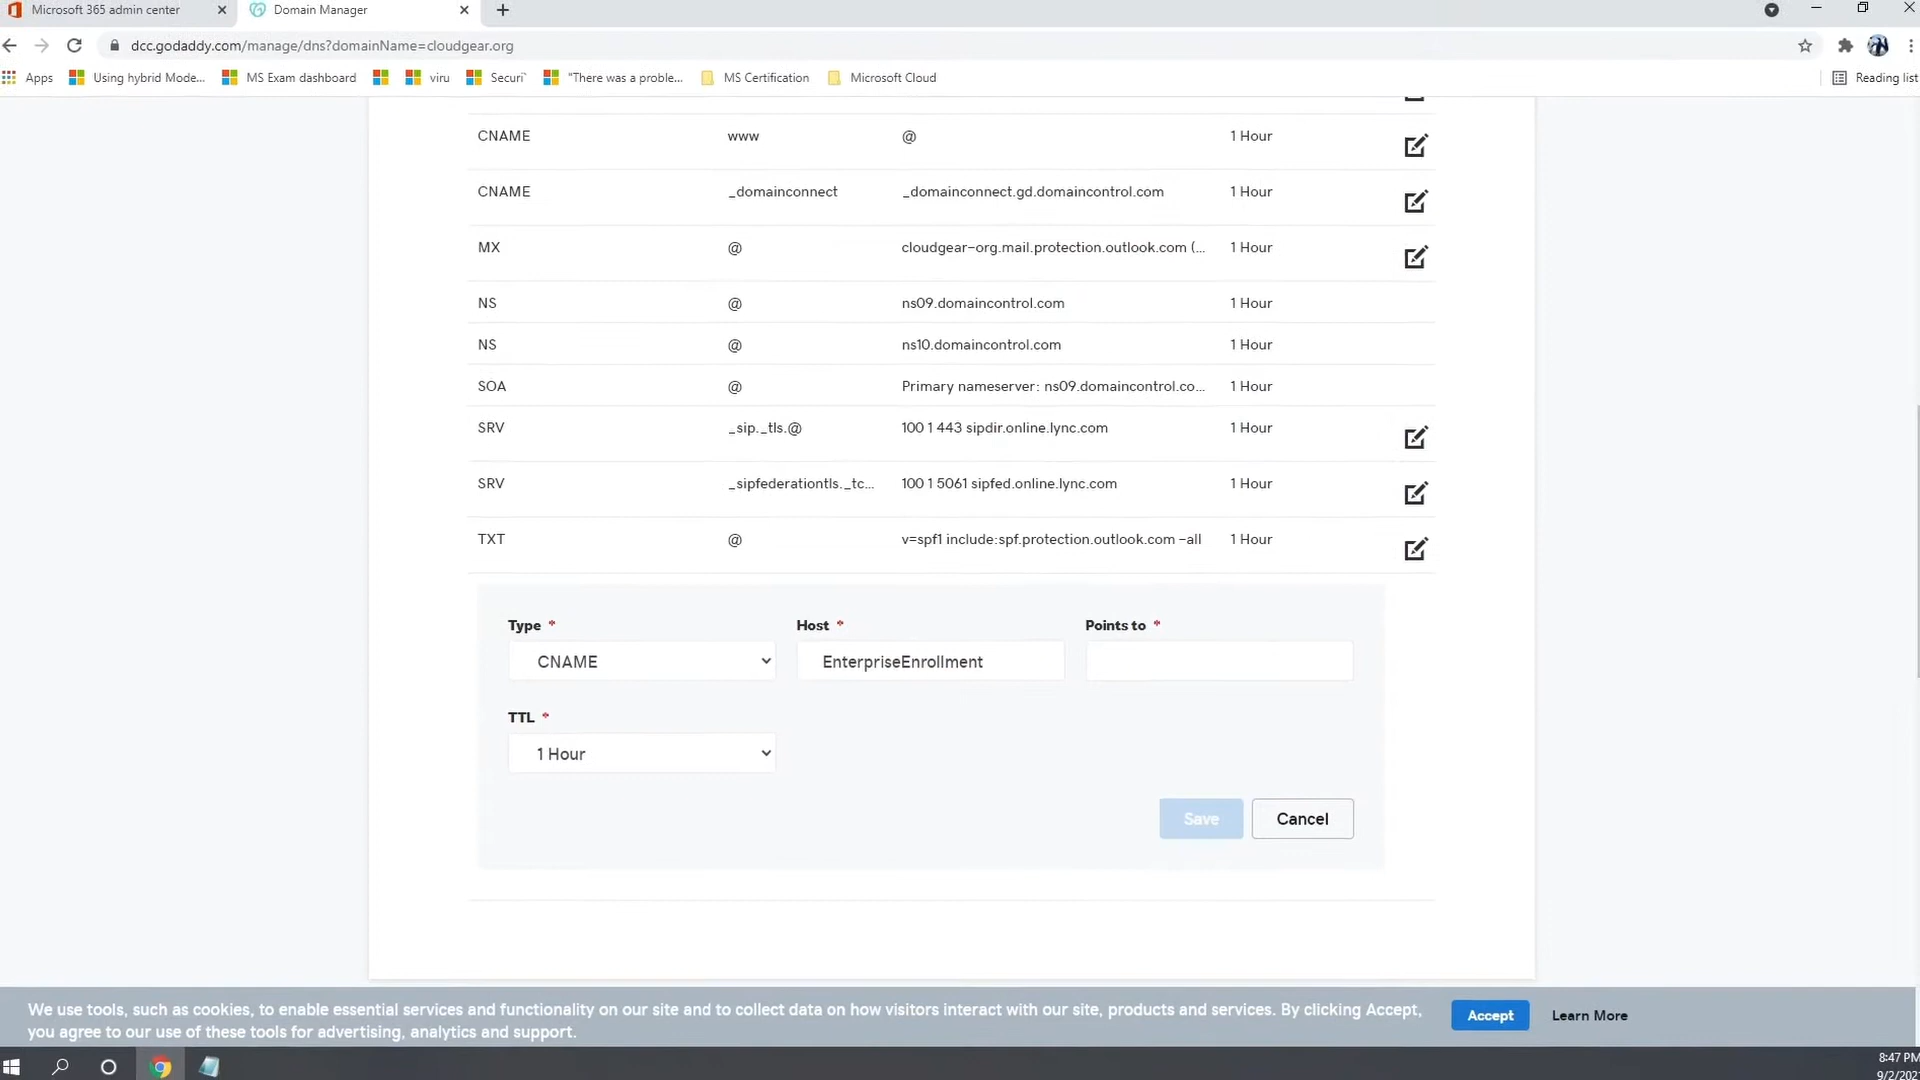 Microsoft 365 admin center
Domain Manager
dcc.godaddy.com/manage/dns?domainName=cloudgear.org
Apps
Using hybrid Mode...
MS Exam dashboard
viru
Securi`
"There was a proble...
MS Certification
Microsoft Cloud
Reading list
CNAME www @ 1 Hour
CNAME _domainconnect _domainconnect.gd.domaincontrol.com 1 Hour
MX @ cloudgear-org.mail.protection.outlook.com (... 1 Hour
NS @ ns09.domaincontrol.com 1 Hour
NS @ ns10.domaincontrol.com 1 Hour
SOA @ Primary nameserver: ns09.domaincontrol.co... 1 Hour
SRV _sip._tls.@ 100 1 443 sipdir.online.lync.com 1 Hour
SRV _sipfederationtls._tc... 100 1 5061 sipfed.online.lync.com 1 Hour
TXT @ v=spf1 include:spf.protection.outlook.com -all 1 Hour
Type * Host * Points to *
CNAME EnterpriseEnrollment
TTL *
1 Hour
Save Cancel
We use tools, such as cookies, to enable essential services and functionality on our site and to collect data on how visitors interact with our site, products and services. By clicking Accept,
you agree to our use of these tools for advertising, analytics and support.
Accept Learn More
8:47 PM
9/2/202